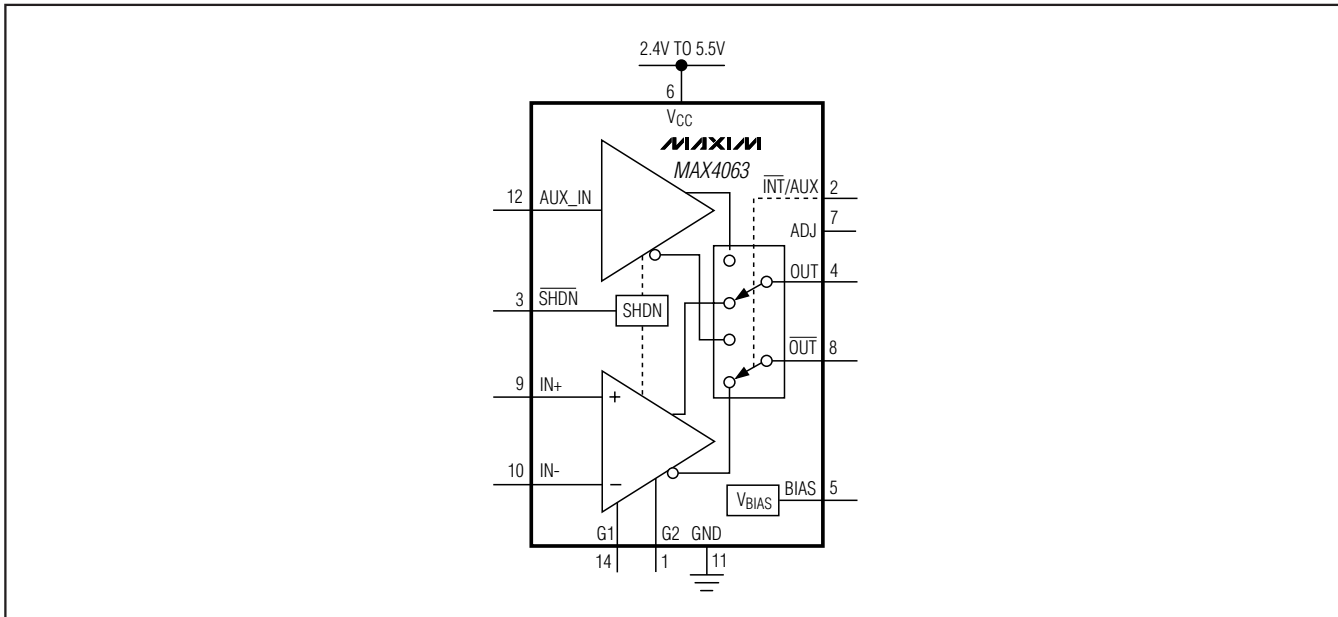 2.4V TO 5.5V
6
VCC
MAXIM
MAX4063
12 AUX_IN
INT/AUX 2
ADJ 7
OUT 4
3 SHDN
SHDN
OUT 8
9 IN+
+
10 IN-
−
VBIAS
BIAS 5
G1 G2 GND
14 1 11